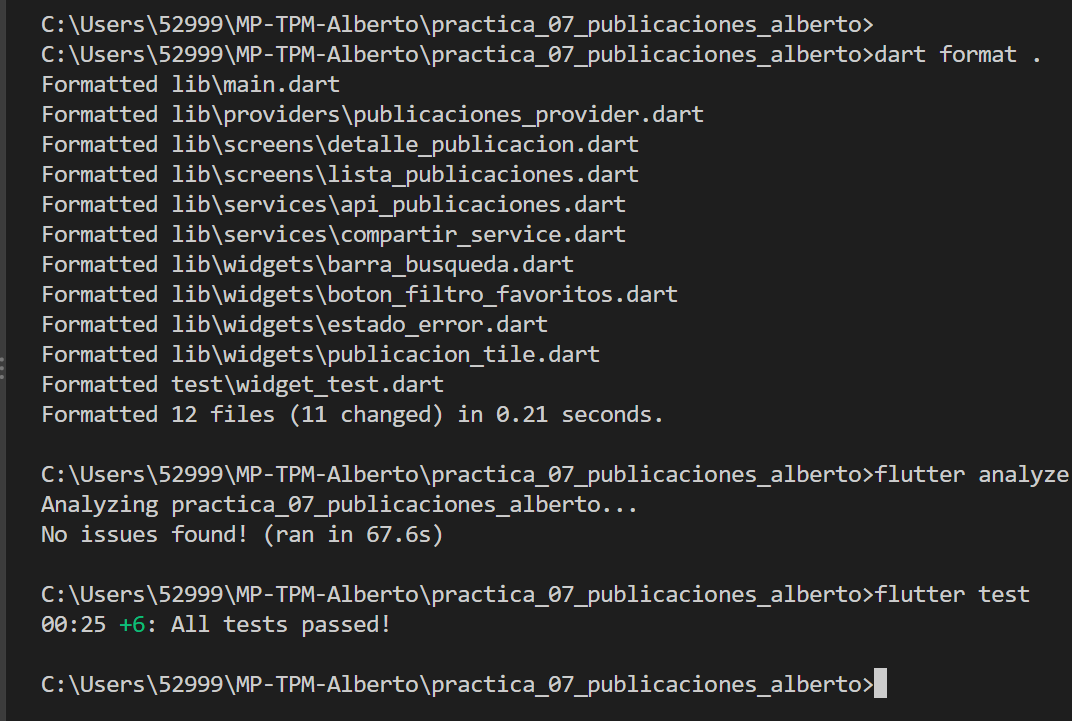 C:\Users\52999\MP-TPM-Alberto\practica_07_publicaciones_alberto>
C:\Users\52999\MP-TPM-Alberto\practica_07_publicaciones_alberto>dart format .
Formatted lib\main.dart
Formatted lib\providers\publicaciones_provider.dart
Formatted lib\screens\detalle_publicacion.dart
Formatted lib\screens\lista_publicaciones.dart
Formatted lib\services\api_publicaciones.dart
Formatted lib\services\compartir_service.dart
Formatted lib\widgets\barra_busqueda.dart
Formatted lib\widgets\boton_filtro_favoritos.dart
Formatted lib\widgets\estado_error.dart
Formatted lib\widgets\publicacion_tile.dart
Formatted test\widget_test.dart
Formatted 12 files (11 changed) in 0.21 seconds.
C:\Users\52999\MP-TPM-Alberto\practica_07_publicaciones_alberto>flutter analyze
Analyzing practica_07_publicaciones_alberto...
No issues found! (ran in 67.6s)
C:\Users\52999\MP-TPM-Alberto\practica_07_publicaciones_alberto>flutter test
00:25 +6: All tests passed!
C:\Users\52999\MP-TPM-Alberto\practica_07_publicaciones_alberto>